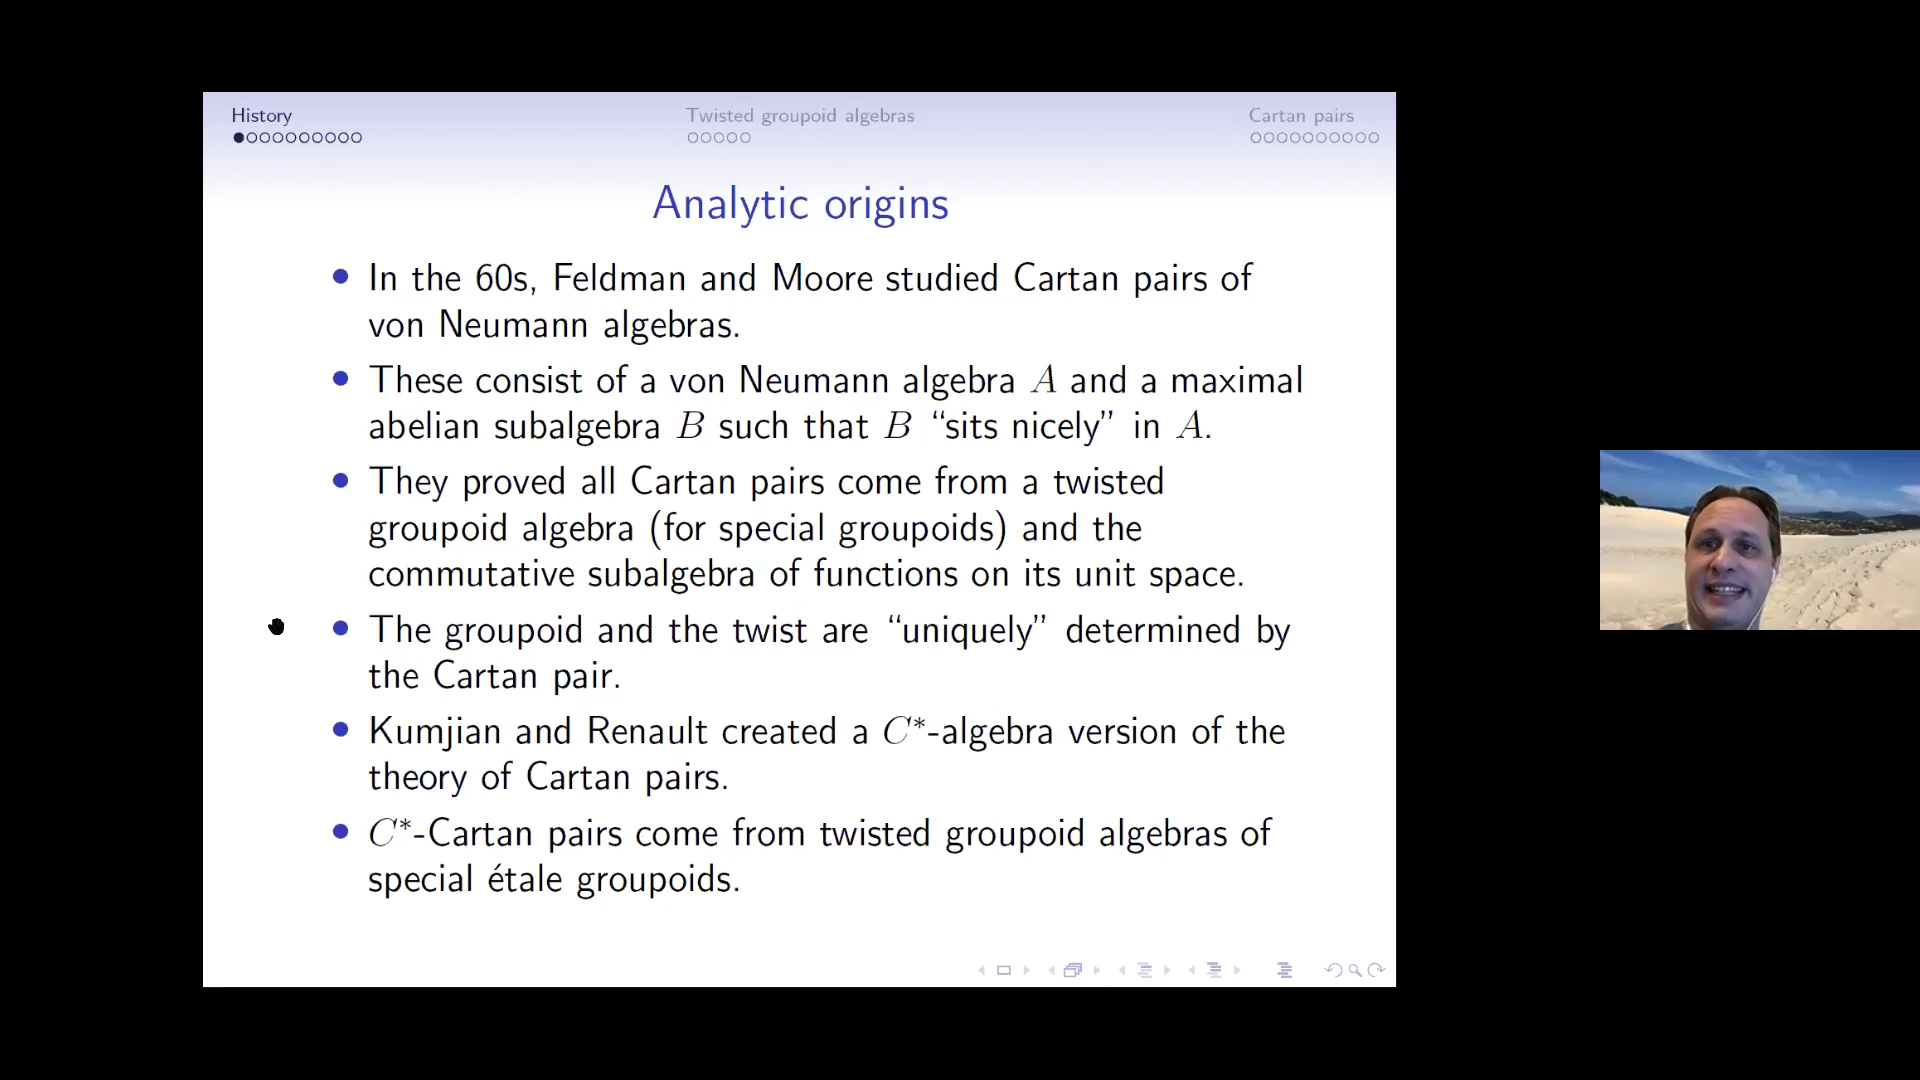 History
Twisted groupoid algebras
Cartan pairs
Analytic origins
• In the 60s, Feldman and Moore studied Cartan pairs of
von Neumann algebras.
• These consist of a von Neumann algebra A and a maximal
abelian subalgebra B such that B “sits nicely” in A.
• They proved all Cartan pairs come from a twisted
groupoid algebra (for special groupoids) and the
commutative subalgebra of functions on its unit space.
• The groupoid and the twist are “uniquely” determined by
the Cartan pair.
• Kumjian and Renault created a C*-algebra version of the
theory of Cartan pairs.
• C*-Cartan pairs come from twisted groupoid algebras of
special étale groupoids.